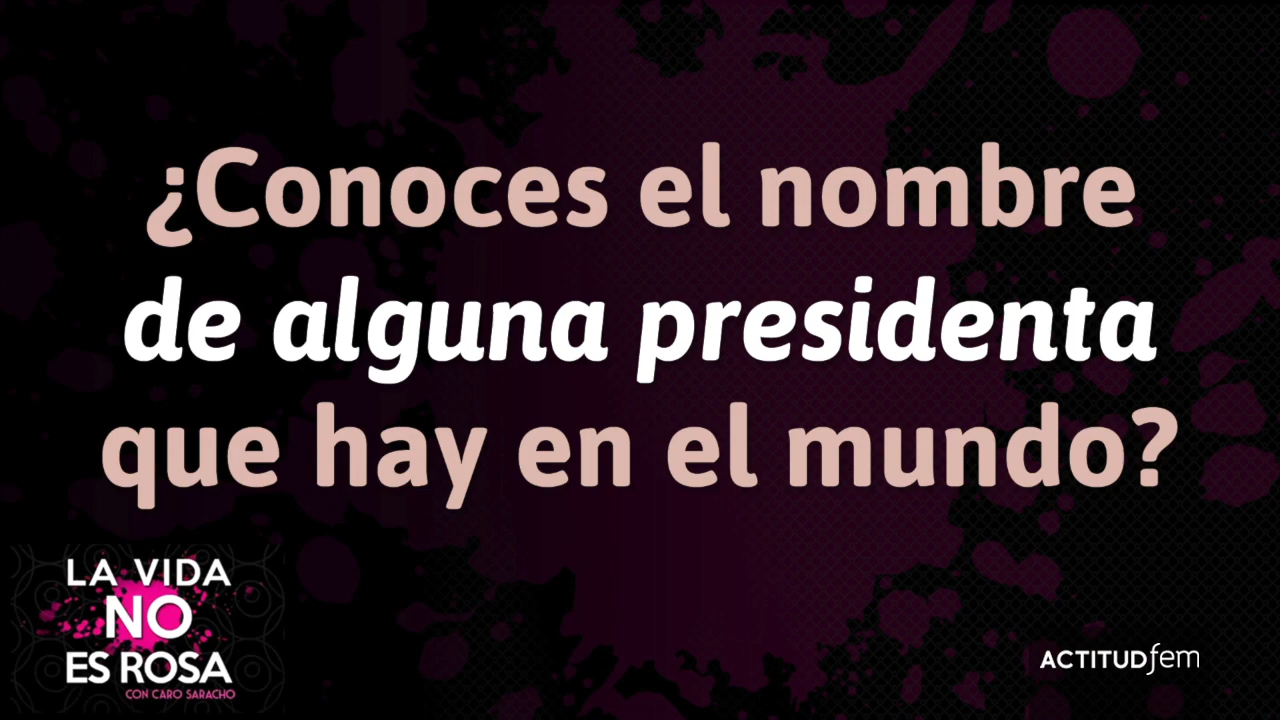 ¿Conoces el nombre
de alguna presidenta
que hay en el mundo?
LA VIDA
NO
ES ROSA
CON CARO SARACHO
ACTITUDfem